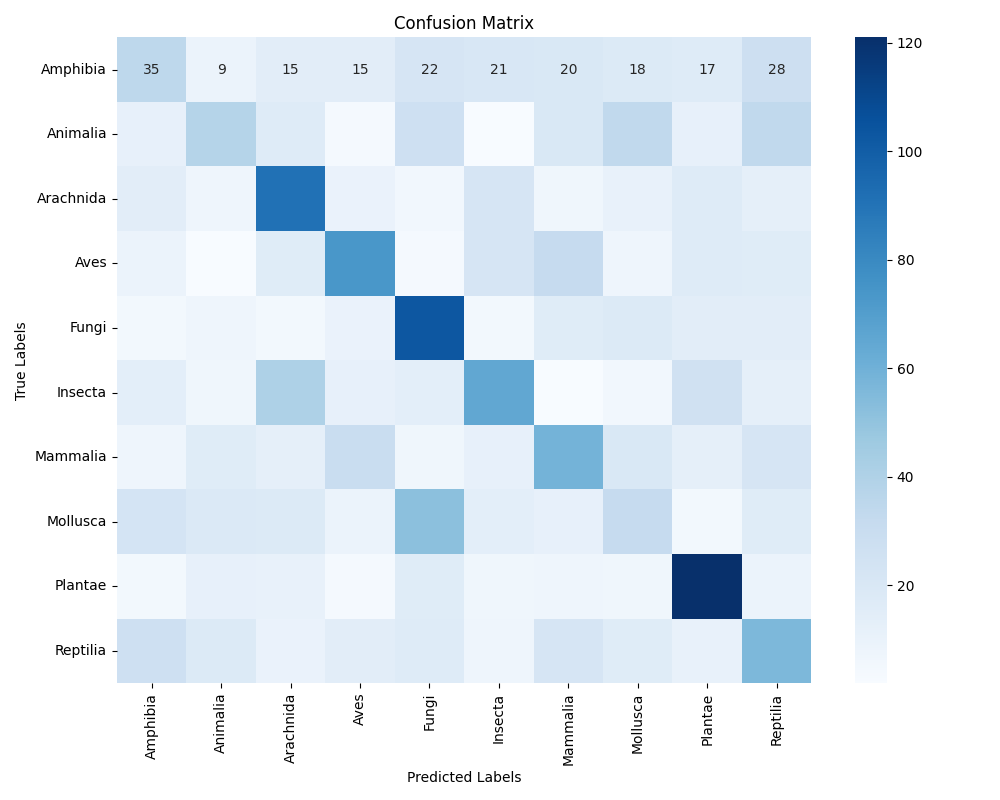 Confusion Matrix
Amphibia 35 9 15 15 22 21 20 18 17 28
Animalia
Arachnida
Aves
Fungi
Insecta
Mammalia
Mollusca
Plantae
Reptilia
True Labels
Amphibia Animalia Arachnida Aves Fungi Insecta Mammalia Mollusca Plantae Reptilia
Predicted Labels
120
100
80
60
40
20